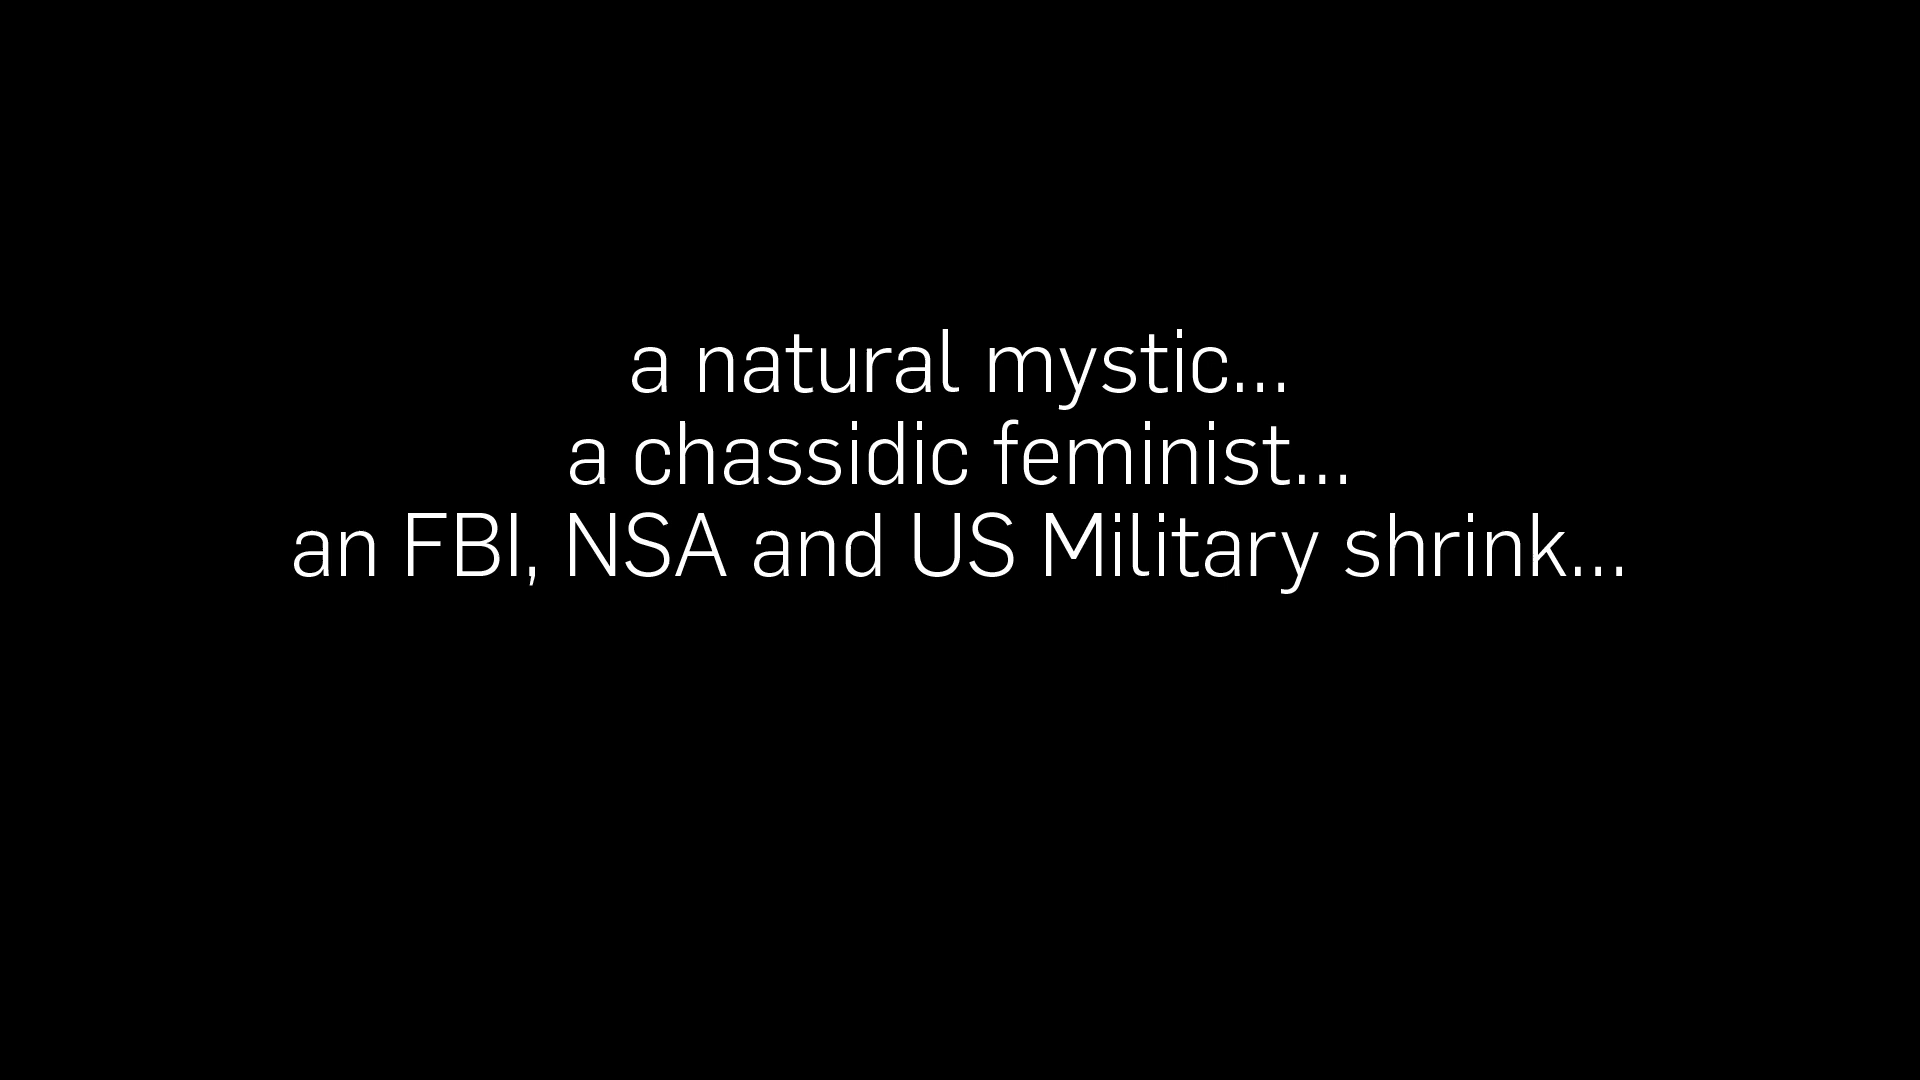 a natural mystic...
a chassidic feminist...
an FBI, NSA and US Military shrink...